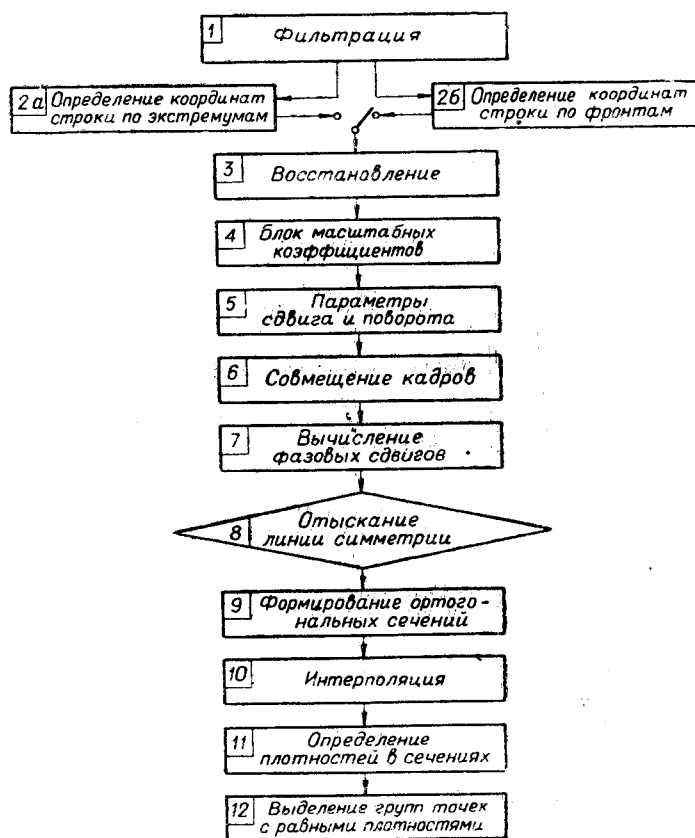 1 Фильтрация
2а Определение координат
строки по экстремумам
2б Определение координат
строки по фронтам
3 Восстановление
4 Блок масштабных
коэффициентов
5 Параметры
сдвига и поворота
6 Совмещение кадров
7 Вычисление
фазовых сдвигов
8 Отыскание
линии симметрии
9 Формирование ортого-
нальных сечений
10 Интерполяция
11 Определение
плотностей в сечениях
12 Выделение групп точек
с равными плотностями